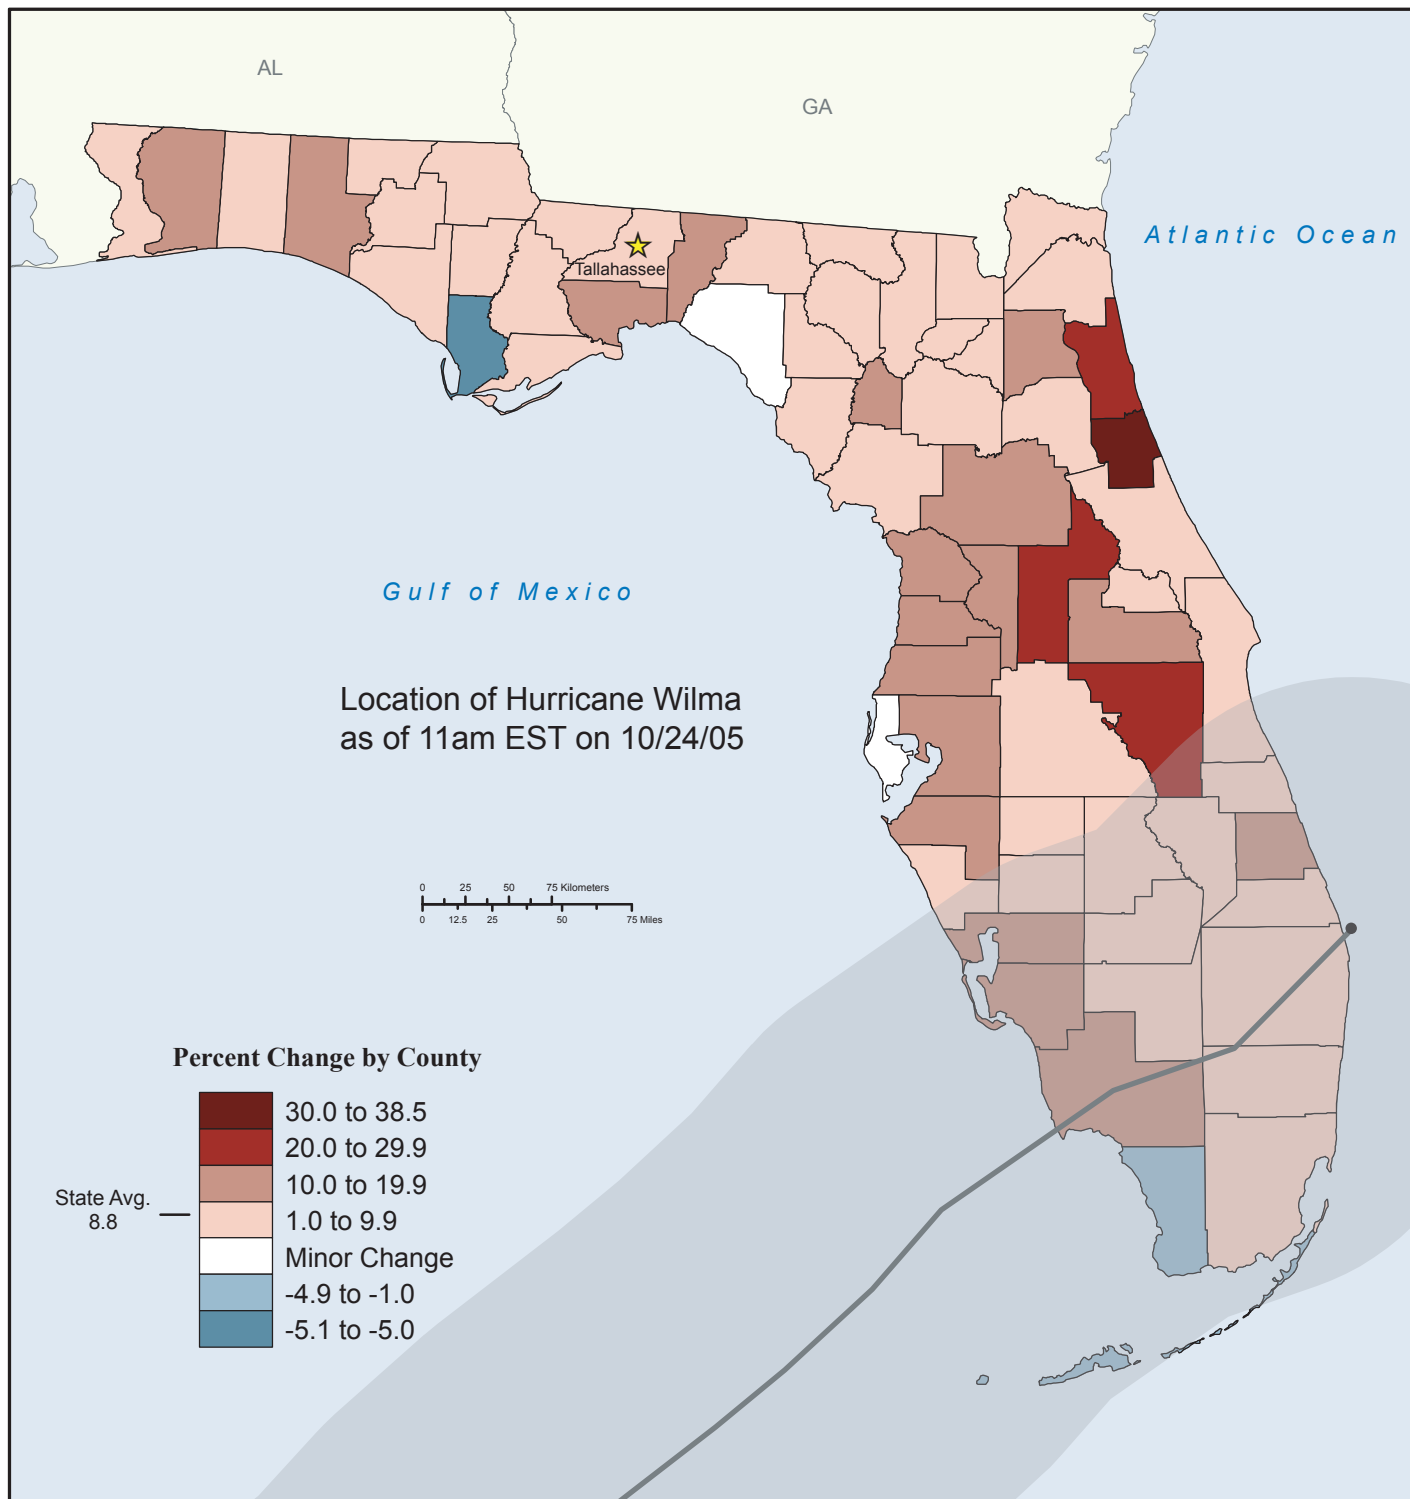 AL
GA
Atlantic Ocean
Tallahassee
Gulf of Mexico
Location of Hurricane Wilma
as of 11am EST on 10/24/05
0 25 50 75 Kilometers
0 12.5 25 50 75 Miles
Percent Change by County
30.0 to 38.5
20.0 to 29.9
10.0 to 19.9
State Avg.
8.8
1.0 to 9.9
Minor Change
-4.9 to -1.0
-5.1 to -5.0